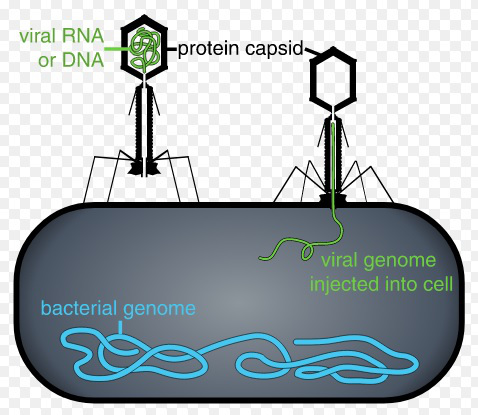 viral RNA
or DNA
protein capsid
viral genome
injected into cell
bacterial genome